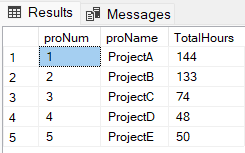 Results Messages
proNum proName TotalHours
1 1 ProjectA 144
2 2 ProjectB 133
3 3 ProjectC 74
4 4 ProjectD 48
5 5 ProjectE 50